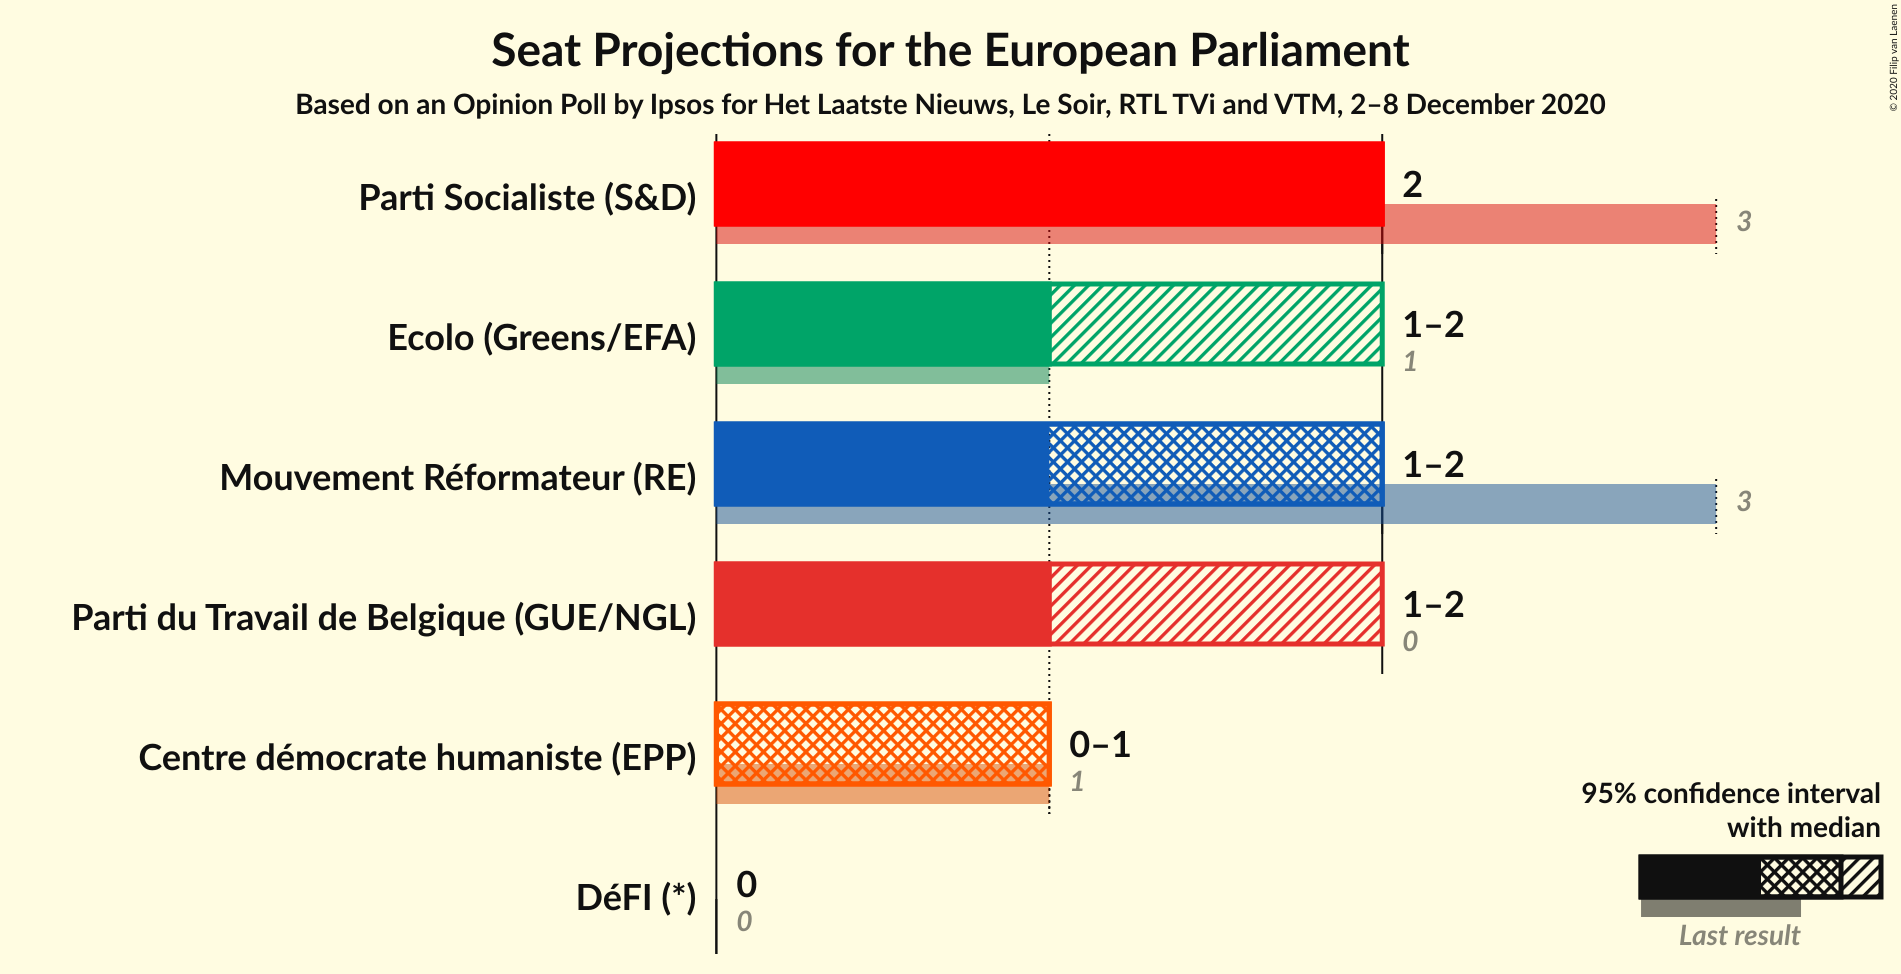 Seat Projections for the European Parliament
Based on an Opinion Poll by Ipsos for Het Laatste Nieuws, Le Soir, RTL TVi and VTM, 2–8 December 2020
© 2020 Filip van Laenen
Parti Socialiste (S&D)
2
3
Ecolo (Greens/EFA)
1–2
1
Mouvement Réformateur (RE)
1–2
3
Parti du Travail de Belgique (GUE/NGL)
1–2
0
Centre démocrate humaniste (EPP)
0–1
1
DéFI (*)
0
0
95% confidence interval
with median
Last result